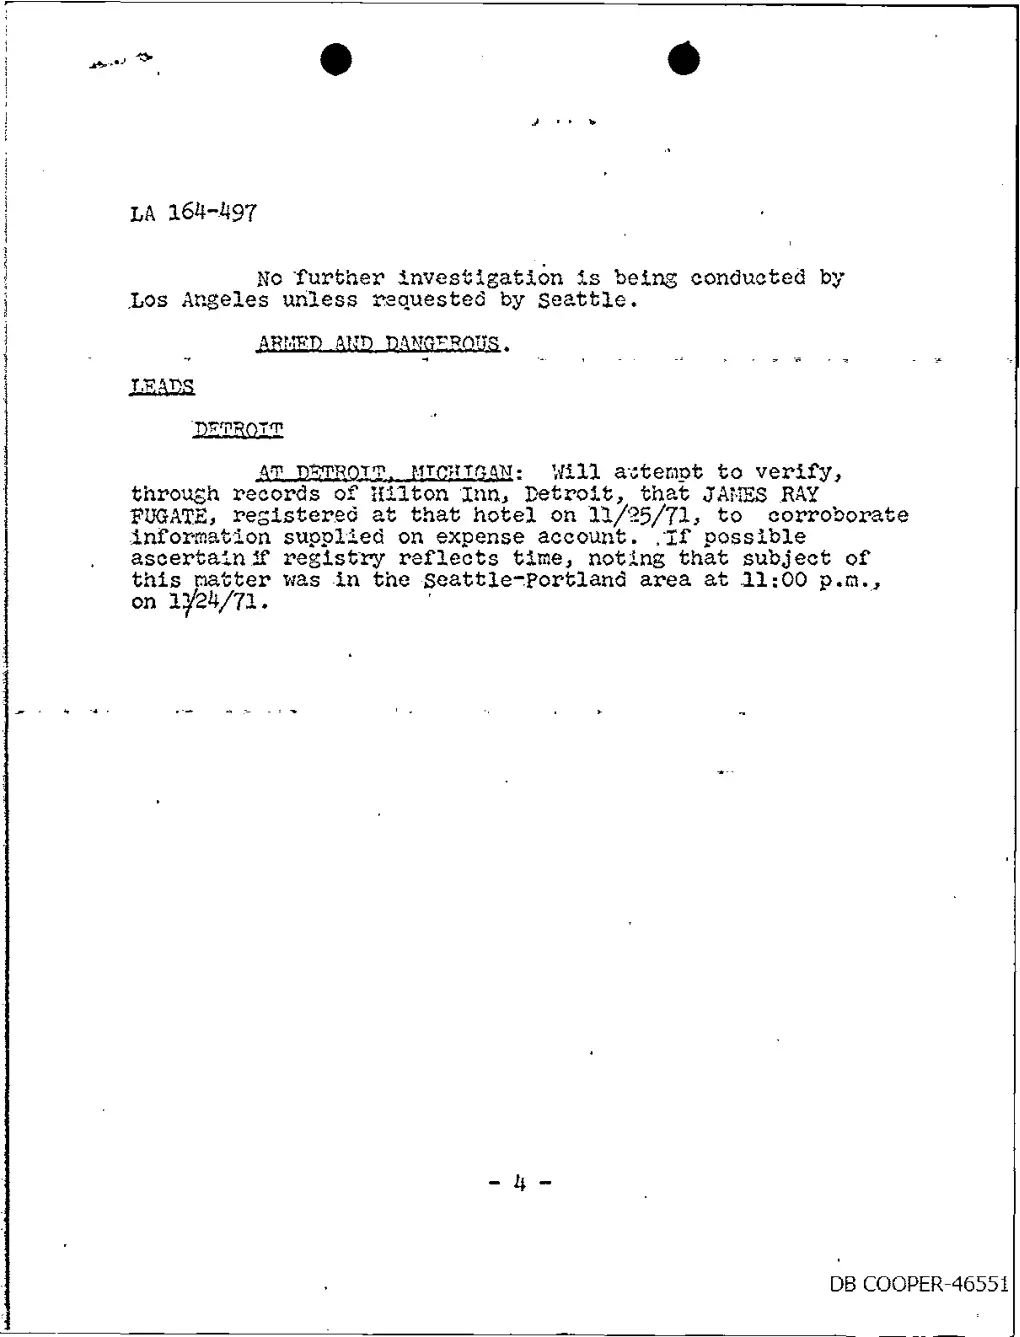 LA 164-497
No further investigation is being conducted by
Los Angeles unless requested by Seattle.
ARMED AND DANGEROUS.
LEADS
DETROIT
AT DETROIT, MICHIGAN: Will attempt to verify,
through records of Hilton Inn, Detroit, that JAMES RAY
FUGATE, registered at that hotel on 11/25/71, to corroborate
information supplied on expense account. If possible
ascertain if registry reflects time, noting that subject of
this matter was in the Seattle-Portland area at 11:00 p.m.,
on 11/24/71.
- 4 -
DB COOPER-46551